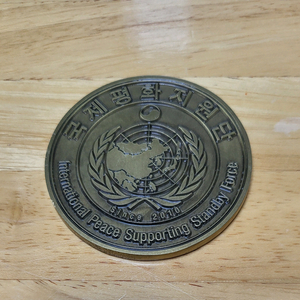 국제평화지원단
since 2010
International Peace Supporting Standby Force